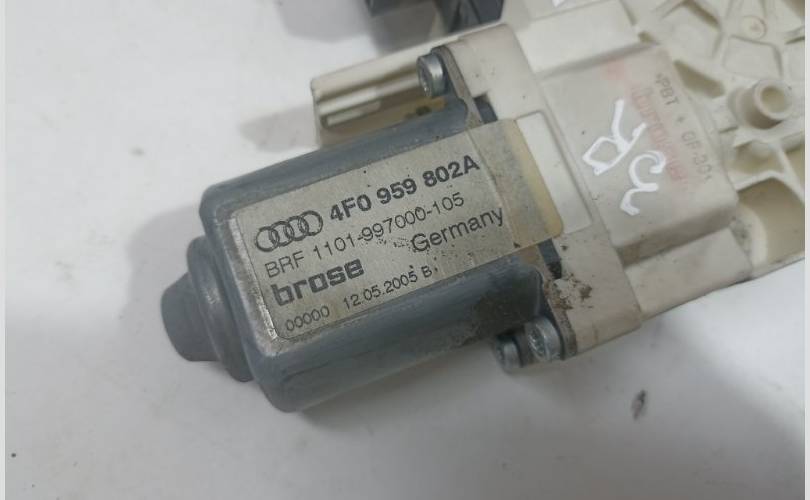 4F0 959 802A
BRF 1101-997000-105
brose Germany
00000 12.05.2005 B.
>PBT + GF30<